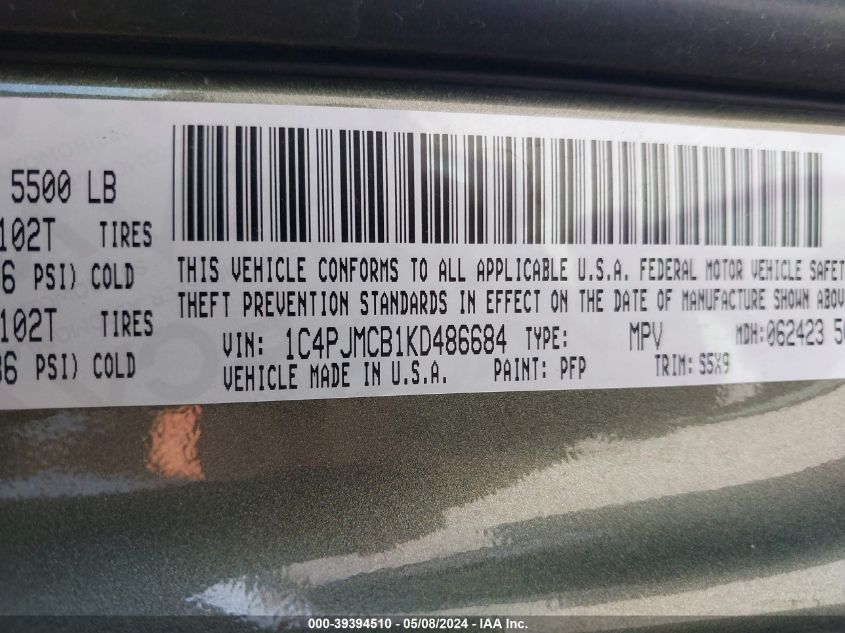 5500 LB
102T TIRES
6 PSI) COLD
102T TIRES
36 PSI) COLD
THIS VEHICLE CONFORMS TO ALL APPLICABLE U.S.A. FEDERAL MOTOR VEHICLE SAFET
THEFT PREVENTION STANDARDS IN EFFECT ON THE DATE OF MANUFACTURE SHOWN ABOV
VIN: 1C4PJMCB1KD486684 TYPE: MPV MDH:062423 50
VEHICLE MADE IN U.S.A. PAINT: PFP TRIM: S5X9
000-39394510 - 05/08/2024 - IAA Inc.